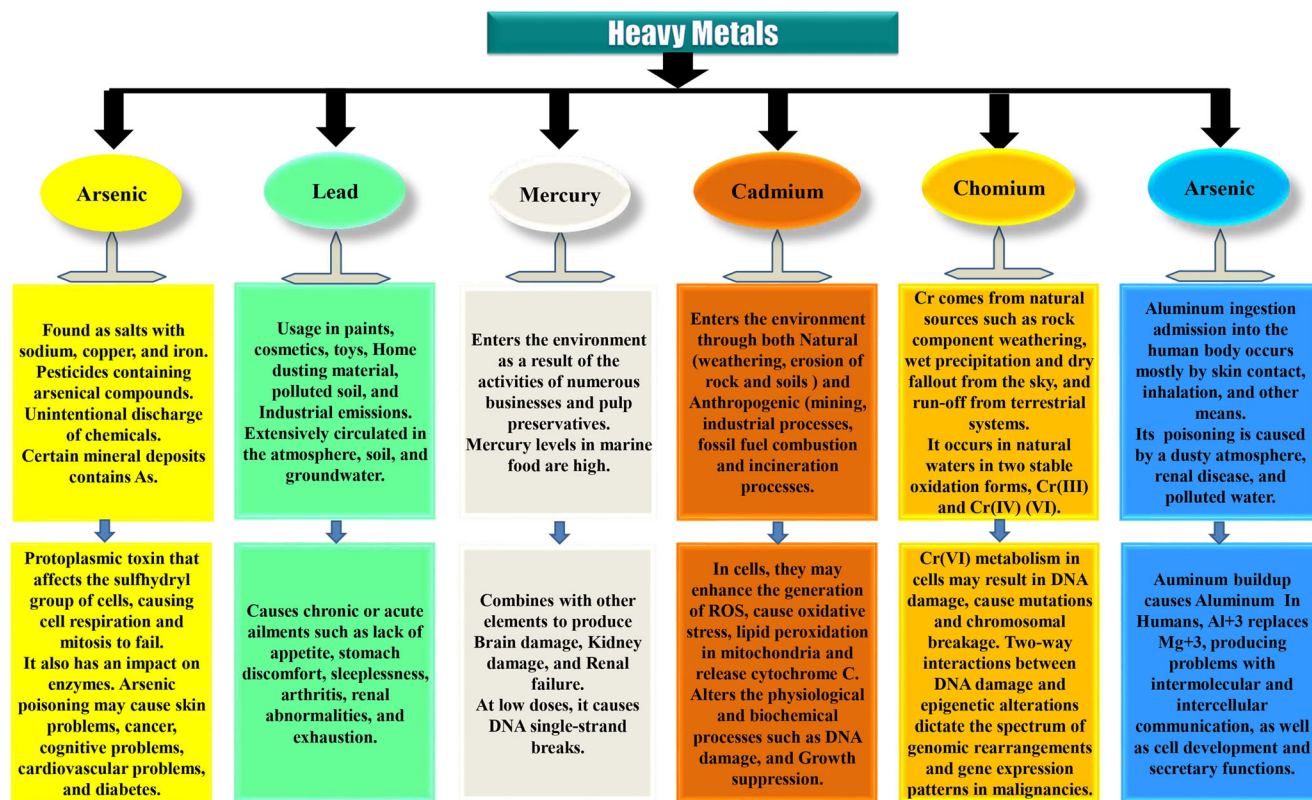 Heavy Metals
Arsenic
Lead
Mercury
Cadmium
Chomium
Arsenic
Found as salts with
sodium, copper, and iron.
Pesticides containing
arsenical compounds.
Unintentional discharge
of chemicals.
Certain mineral deposits
contains As.
Usage in paints,
cosmetics, toys, Home
dusting material,
polluted soil, and
Industrial emissions.
Extensively circulated in
the atmosphere, soil, and
groundwater.
Enters the environment
as a result of the
activities of numerous
businesses and pulp
preservatives.
Mercury levels in marine
food are high.
Enters the environment
through both Natural
(weathering, erosion of
rock and soils ) and
Anthropogenic (mining,
industrial processes,
fossil fuel combustion
and incineration
processes.
Cr comes from natural
sources such as rock
component weathering,
wet precipitation and dry
fallout from the sky, and
run-off from terrestrial
systems.
It occurs in natural
waters in two stable
oxidation forms, Cr(III)
and Cr(IV) (VI).
Aluminum ingestion
admission into the
human body occurs
mostly by skin contact,
inhalation, and other
means.
Its poisoning is caused
by a dusty atmosphere,
renal disease, and
polluted water.
Protoplasmic toxin that
affects the sulfhydryl
group of cells, causing
cell respiration and
mitosis to fail.
It also has an impact on
enzymes. Arsenic
poisoning may cause skin
problems, cancer,
cognitive problems,
cardiovascular problems,
and diabetes.
Causes chronic or acute
ailments such as lack of
appetite, stomach
discomfort, sleeplessness,
arthritis, renal
abnormalities, and
exhaustion.
Combines with other
elements to produce
Brain damage, Kidney
damage, and Renal
failure.
At low doses, it causes
DNA single-strand
breaks.
In cells, they may
enhance the generation
of ROS, cause oxidative
stress, lipid peroxidation
in mitochondria and
release cytochrome C.
Alters the physiological
and biochemical
processes such as DNA
damage, and Growth
suppression.
Cr(VI) metabolism in
cells may result in DNA
damage, cause mutations
and chromosomal
breakage. Two-way
interactions between
DNA damage and
epigenetic alterations
dictate the spectrum of
genomic rearrangements
and gene expression
patterns in malignancies.
Auminum buildup
causes Aluminum In
Humans, Al+3 replaces
Mg+3, producing
problems with
intermolecular and
intercellular
communication, as well
as cell development and
secretary functions.